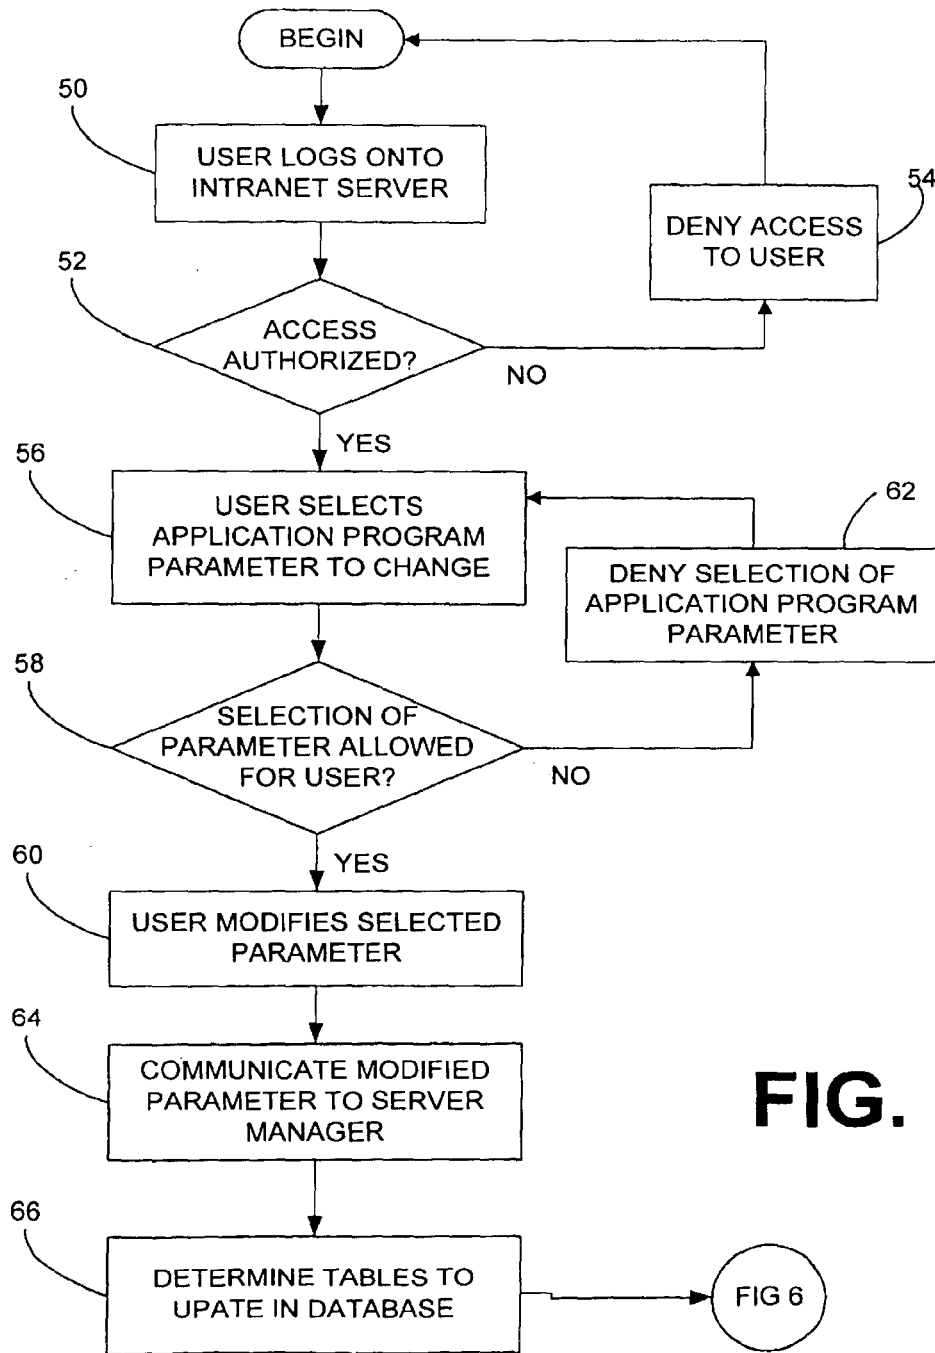 BEGIN
50
USER LOGS ONTO
INTRANET SERVER
54
DENY ACCESS
TO USER
52
ACCESS
AUTHORIZED?
NO
YES
56
USER SELECTS
APPLICATION PROGRAM
PARAMETER TO CHANGE
62
DENY SELECTION OF
APPLICATION PROGRAM
PARAMETER
58
SELECTION OF
PARAMETER ALLOWED
FOR USER?
NO
YES
60
USER MODIFIES SELECTED
PARAMETER
64
COMMUNICATE MODIFIED
PARAMETER TO SERVER
MANAGER
FIG.
66
DETERMINE TABLES TO
UPATE IN DATABASE
FIG 6